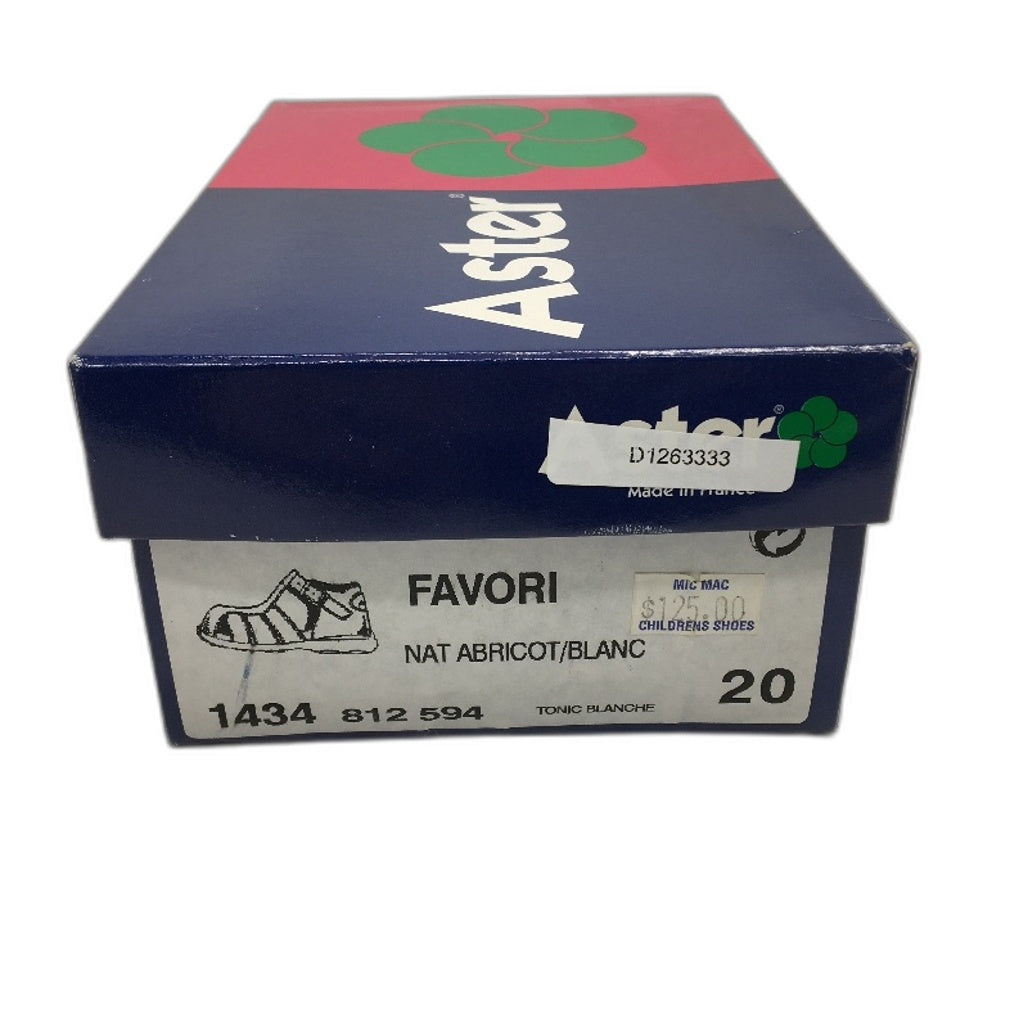 Aster®
Aster®
D1263333
Made in France
FAVORI
MIC MAC
$125.00
CHILDRENS SHOES
NAT ABRICOT/BLANC
20
1434 812 594 TONIC BLANCHE